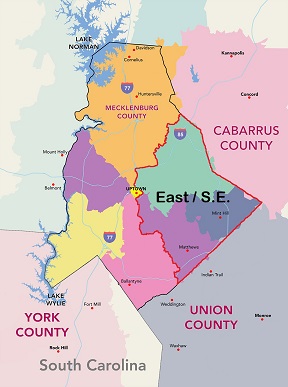 LAKE
NORMAN
Davidson
Cornelius
Kannapolis
77
Huntersville
Concord
MECKLENBURG
COUNTY
85
CABARRUS
COUNTY
Mount Holly
Belmont
UPTOWN
East / S.E.
Mint Hill
77
Matthews
Indian Trail
Ballantyne
LAKE
WYLIE
Fort Mill
Weddington
YORK
COUNTY
UNION
COUNTY
Monroe
Rock Hill
Waxhaw
South Carolina